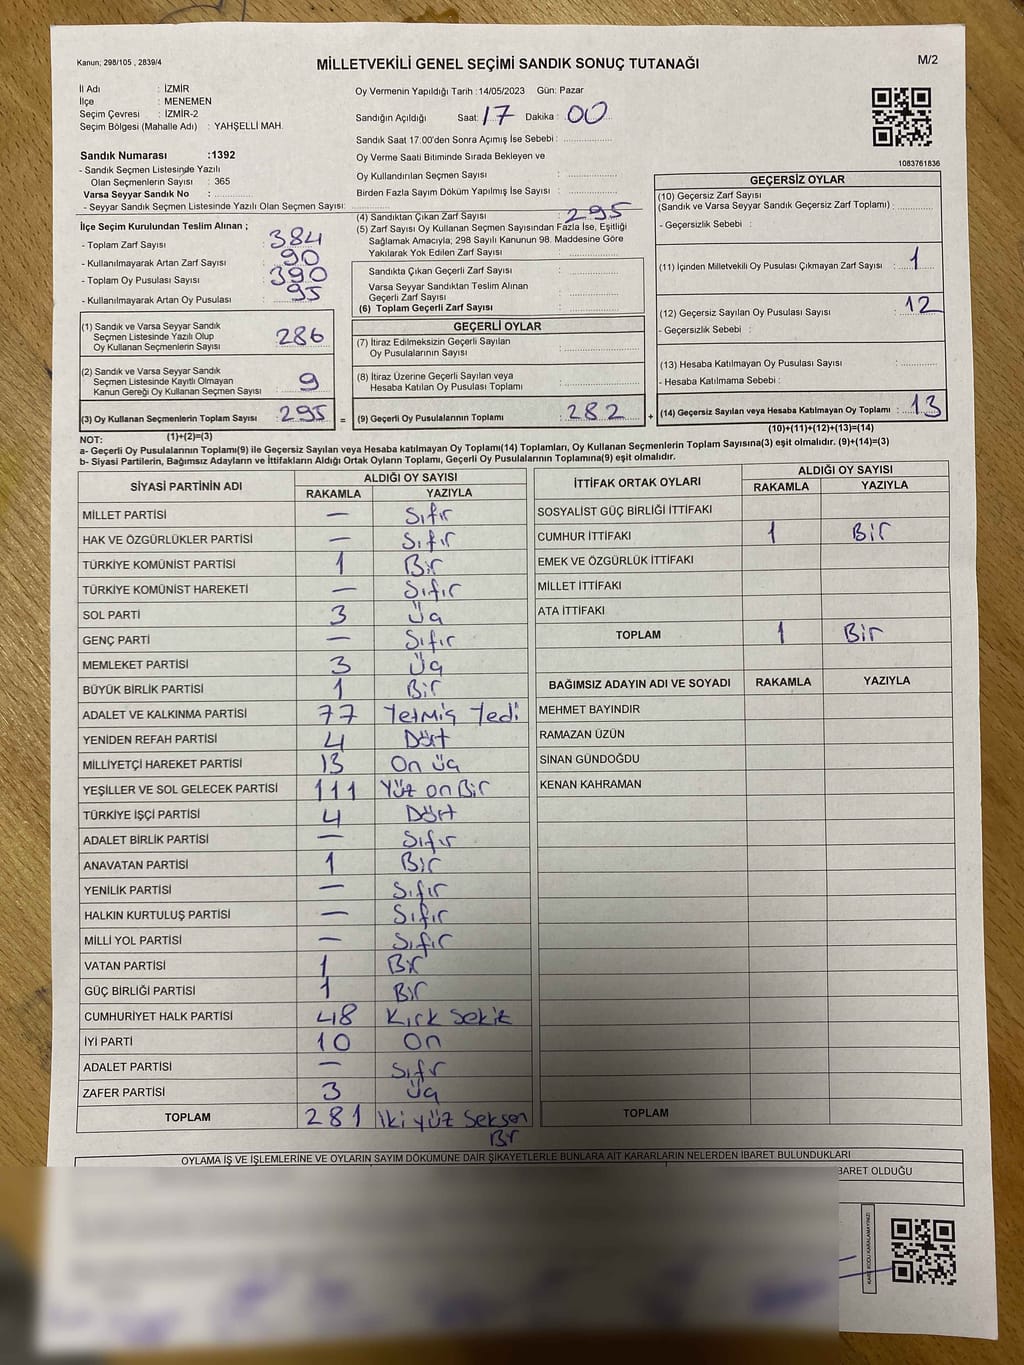 Kanun; 298/105 , 2839/4
MİLLETVEKİLİ GENEL SEÇİMİ SANDIK SONUÇ TUTANAĞI
M/2
İl Adı : İZMİR
İlçe : MENEMEN
Seçim Çevresi : İZMİR-2
Seçim Bölgesi (Mahalle Adı) : YAHŞELLİ MAH.
Sandık Numarası :1392
- Sandık Seçmen Listesinde Yazılı
Olan Seçmenlerin Sayısı : 365
Varsa Seyyar Sandık No :
- Seyyar Sandık Seçmen Listesinde Yazılı Olan Seçmen Sayısı:
Oy Vermenin Yapıldığı Tarih :14/05/2023 Gün: Pazar
Sandığın Açıldığı Saat: 17 Dakika : 00
Sandık Saat 17.00'den Sonra Açımış İse Sebebi :
Oy Verme Saati Bitiminde Sırada Bekleyen ve
Oy Kullandırılan Seçmen Sayısı :
Birden Fazla Sayım Döküm Yapılmış İse Sayısı :
1083761836
İlçe Seçim Kurulundan Teslim Alınan ;
- Toplam Zarf Sayısı : 384
- Kullanılmayarak Artan Zarf Sayısı : 90
- Toplam Oy Pusulası Sayısı : 390
- Kullanılmayarak Artan Oy Pusulası : 95
(1) Sandık ve Varsa Seyyar Sandık
Seçmen Listesinde Yazılı Olup
Oy Kullanan Seçmenlerin Sayısı : 286
(2) Sandık ve Varsa Seyyar Sandık
Seçmen Listesinde Kayıtlı Olmayan
Kanun Gereği Oy Kullanan Seçmen Sayısı : 9
(3) Oy Kullanan Seçmenlerin Toplam Sayısı : 295 =
(1)+(2)=(3)
(4) Sandıktan Çıkan Zarf Sayısı : 295
(5) Zarf Sayısı Oy Kullanan Seçmen Sayısından Fazla İse, Eşitliği
Sağlamak Amacıyla; 298 Sayılı Kanunun 98. Maddesine Göre
Yakılarak Yok Edilen Zarf Sayısı :
Sandıkta Çıkan Geçerli Zarf Sayısı :
Varsa Seyyar Sandıktan Teslim Alınan
Geçerli Zarf Sayısı :
(6) Toplam Geçerli Zarf Sayısı :
GEÇERLİ OYLAR
(7) İtiraz Edilmeksizin Geçerli Sayılan
Oy Pusulalarının Sayısı :
(8) İtiraz Üzerine Geçerli Sayılan veya
Hesaba Katılan Oy Pusulası Toplamı :
(9) Geçerli Oy Pusulalarının Toplamı : 282 +
GEÇERSİZ OYLAR
(10) Geçersiz Zarf Sayısı
(Sandık ve Varsa Seyyar Sandık Geçersiz Zarf Toplamı) :
- Geçersizlik Sebebi :
(11) İçinden Milletvekili Oy Pusulası Çıkmayan Zarf Sayısı : 1
(12) Geçersiz Sayılan Oy Pusulası Sayısı : 12
- Geçersizlik Sebebi :
(13) Hesaba Katılmayan Oy Pusulası Sayısı :
- Hesaba Katılmama Sebebi :
(14) Geçersiz Sayılan veya Hesaba Katılmayan Oy Toplamı : 13
(10)+(11)+(12)+(13)=(14)
NOT:
a- Geçerli Oy Pusulalarının Toplamı(9) ile Geçersiz Sayılan veya Hesaba katılmayan Oy Toplamı(14) Toplamları, Oy Kullanan Seçmenlerin Toplam Sayısına(3) eşit olmalıdır. (9)+(14)=(3)
b- Siyasi Partilerin, Bağımsız Adayların ve İttifakların Aldığı Ortak Oyların Toplamı, Geçerli Oy Pusulalarının Toplamına(9) eşit olmalıdır.
SİYASİ PARTİNİN ADI ALDIĞI OY SAYISI
RAKAMLA YAZIYLA
MİLLET PARTİSİ — Sıfır
HAK VE ÖZGÜRLÜKLER PARTİSİ — Sıfır
TÜRKİYE KOMÜNİST PARTİSİ 1 Bir
TÜRKİYE KOMÜNİST HAREKETİ — Sıfır
SOL PARTİ 3 Üç
GENÇ PARTİ — Sıfır
MEMLEKET PARTİSİ 3 Üç
BÜYÜK BİRLİK PARTİSİ 1 Bir
ADALET VE KALKINMA PARTİSİ 77 Yetmiş Yedi
YENİDEN REFAH PARTİSİ 4 Dört
MİLLİYETÇİ HAREKET PARTİSİ 13 On üç
YEŞİLLER VE SOL GELECEK PARTİSİ 111 Yüz on Bir
TÜRKİYE İŞÇİ PARTİSİ 4 Dört
ADALET BİRLİK PARTİSİ — Sıfır
ANAVATAN PARTİSİ 1 Bir
YENİLİK PARTİSİ — Sıfır
HALKIN KURTULUŞ PARTİSİ — Sıfır
MİLLİ YOL PARTİSİ — Sıfır
VATAN PARTİSİ 1 Bir
GÜÇ BİRLİĞİ PARTİSİ 1 Bir
CUMHURİYET HALK PARTİSİ 48 Kırk Sekiz
İYİ PARTİ 10 On
ADALET PARTİSİ — Sıfır
ZAFER PARTİSİ 3 Üç
TOPLAM 281 İki yüz Seksen
Bir
İTTİFAK ORTAK OYLARI ALDIĞI OY SAYISI
RAKAMLA YAZIYLA
SOSYALİST GÜÇ BİRLİĞİ İTTİFAKI
CUMHUR İTTİFAKI 1 Bir
EMEK VE ÖZGÜRLÜK İTTİFAKI
MİLLET İTTİFAKI
ATA İTTİFAKI
TOPLAM 1 Bir
BAĞIMSIZ ADAYIN ADI VE SOYADI RAKAMLA YAZIYLA
MEHMET BAYINDIR
RAMAZAN ÜZÜN
SİNAN GÜNDOĞDU
KENAN KAHRAMAN
TOPLAM
OYLAMA İŞ VE İŞLEMLERİNE VE OYLARIN SAYIM DÖKÜMÜNE DAİR ŞİKAYETLERLE BUNLARA AİT KARARLARIN NELERDEN İBARET BULUNDUKLARI
BARET OLDUĞU
KARE KODU KARALAMAYINIZ!